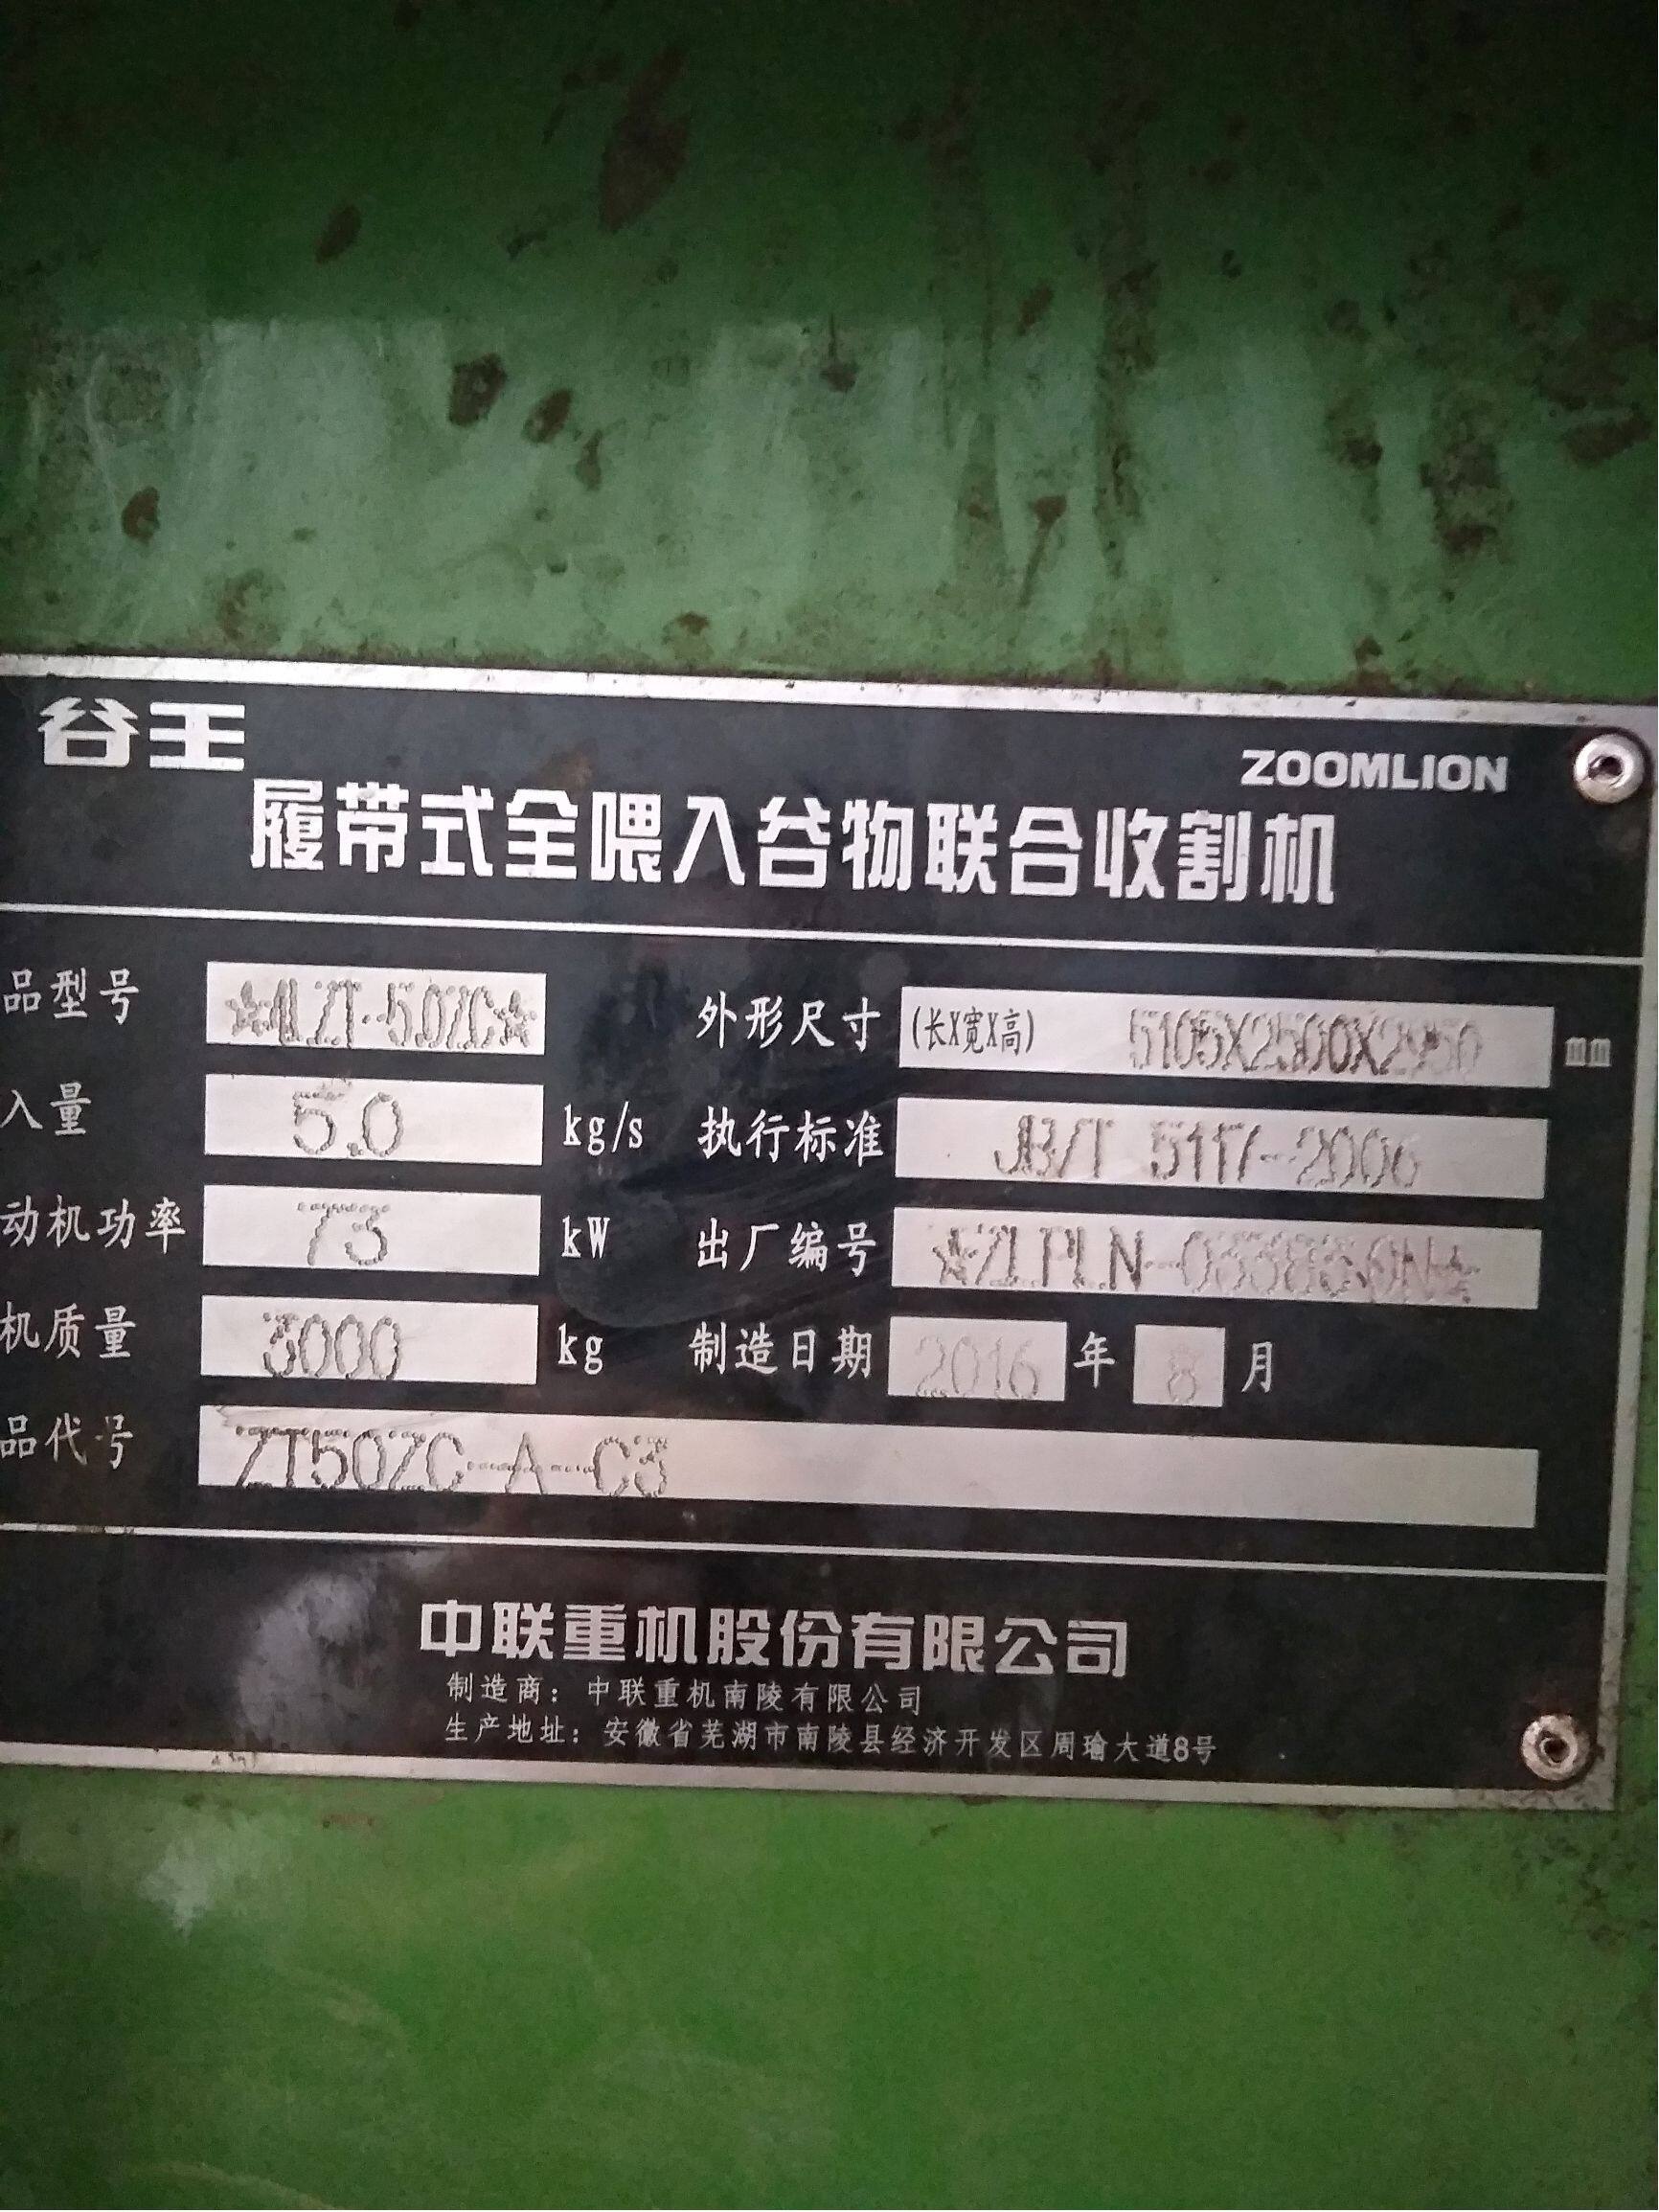 谷王
ZOOMLION
履带式全喂入谷物联合收割机
品型号 *4LZT-5.0ZC* 外形尺寸 (长X宽X高) 5105X2500X2950 mm
入量 5.0 kg/s 执行标准 JB/T 5117-2006
动机功率 73 kW 出厂编号
机质量 3000 kg 制造日期 2016 年 8 月
品代号 ZT50ZC-A-C3
中联重机股份有限公司
制造商：中联重机南陵有限公司
生产地址：安徽省芜湖市南陵县经济开发区周瑜大道8号